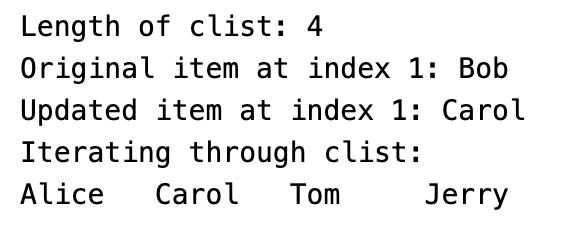 Length of clist: 4
Original item at index 1: Bob
Updated item at index 1: Carol
Iterating through clist:
Alice   Carol   Tom     Jerry